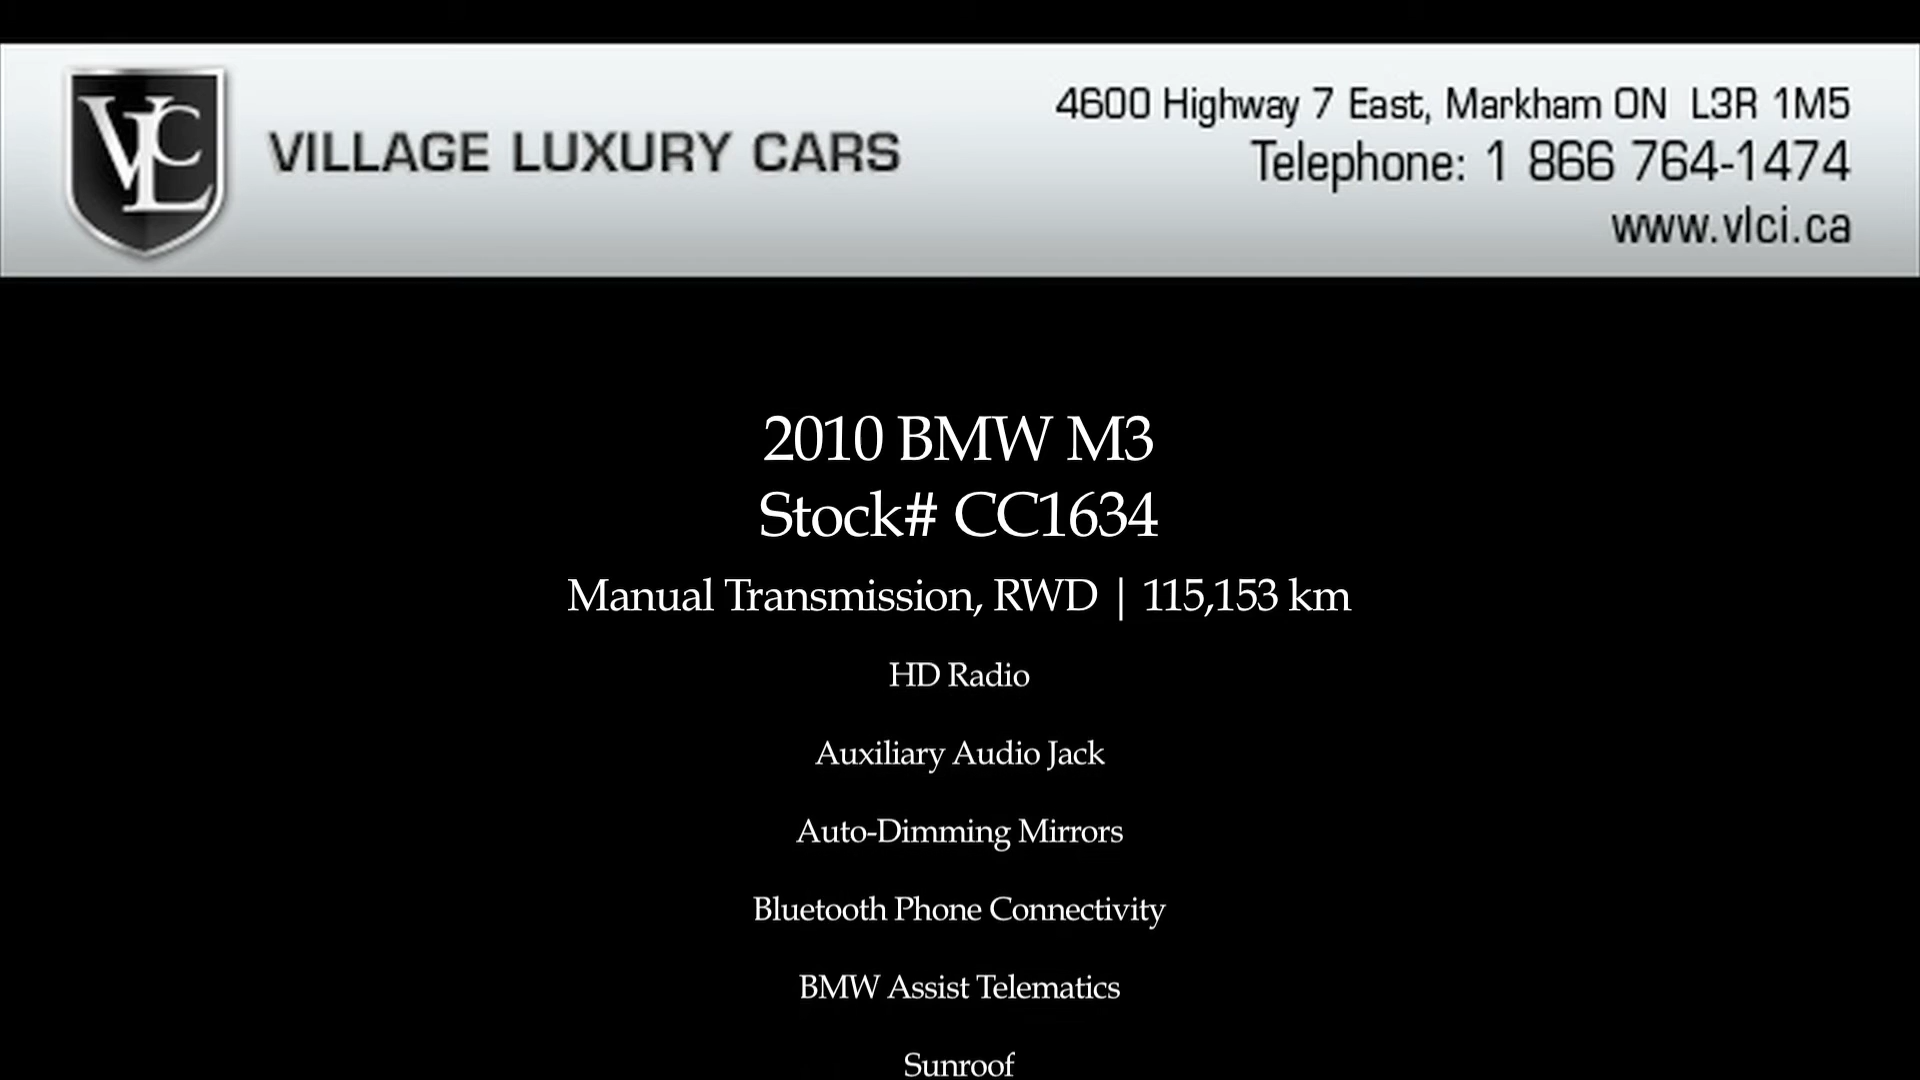 VLC
VILLAGE LUXURY CARS
4600 Highway 7 East, Markham ON L3R 1M5
Telephone: 1 866 764-1474
www.vlci.ca
2010 BMW M3
Stock# CC1634
Manual Transmission, RWD | 115,153 km
HD Radio
Auxiliary Audio Jack
Auto-Dimming Mirrors
Bluetooth Phone Connectivity
BMW Assist Telematics
Sunroof